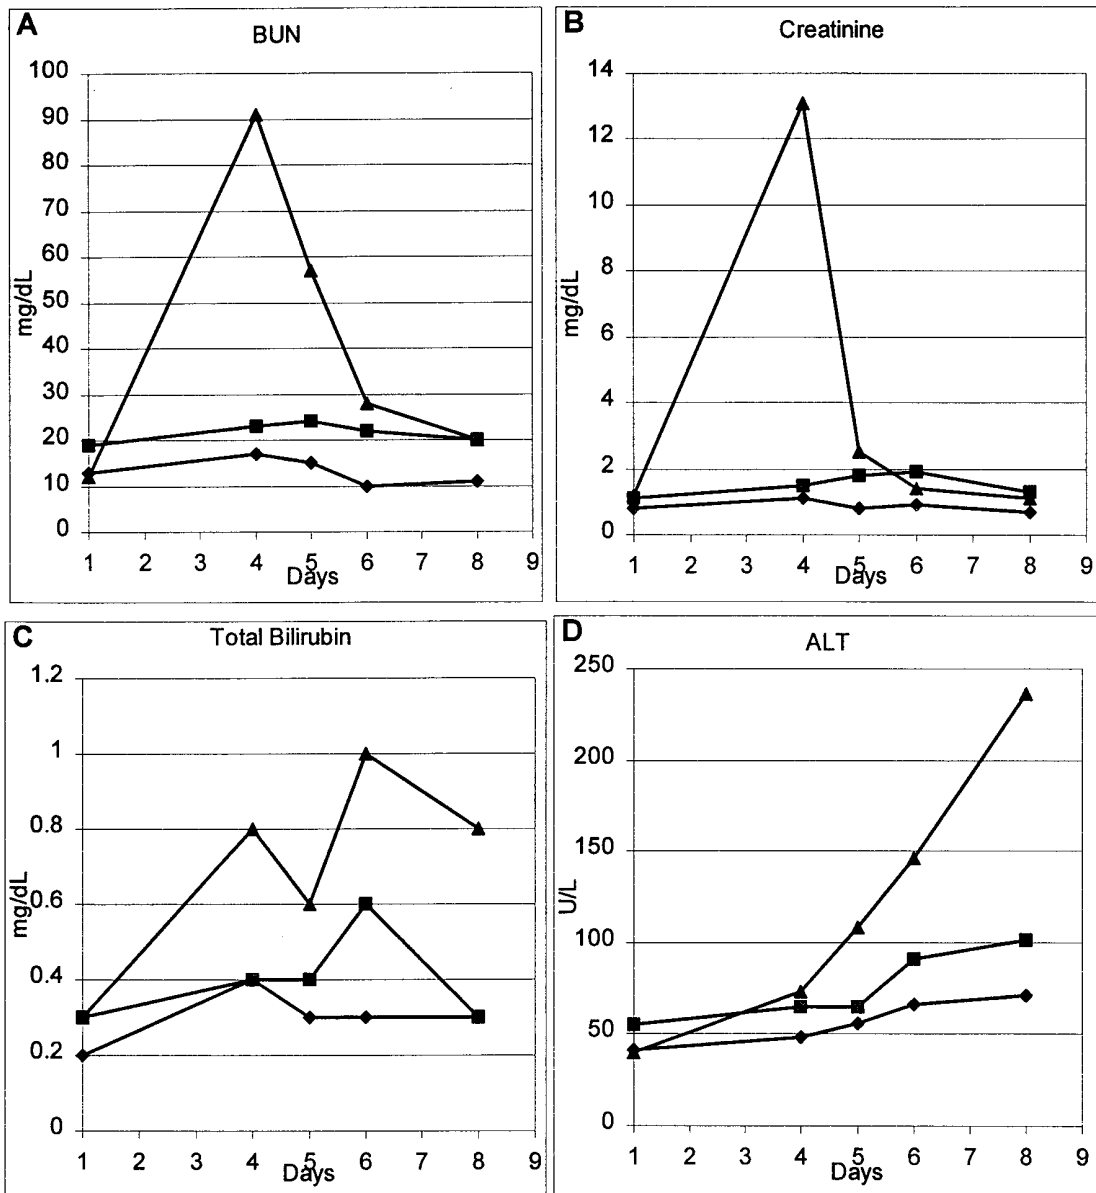 A
BUN
100
90
80
70
60
50
40
30
20
10
0
mg/dL
1 2 3 4 5 6 7 8 9
Days
B
Creatinine
14
12
10
8
6
4
2
0
mg/dL
1 2 3 4 5 6 7 8 9
Days
C
Total Bilirubin
1.2
1
0.8
0.6
0.4
0.2
0
mg/dL
1 2 3 4 5 6 7 8 9
Days
D
ALT
250
200
150
100
50
0
U/L
1 2 3 4 5 6 7 8 9
Days